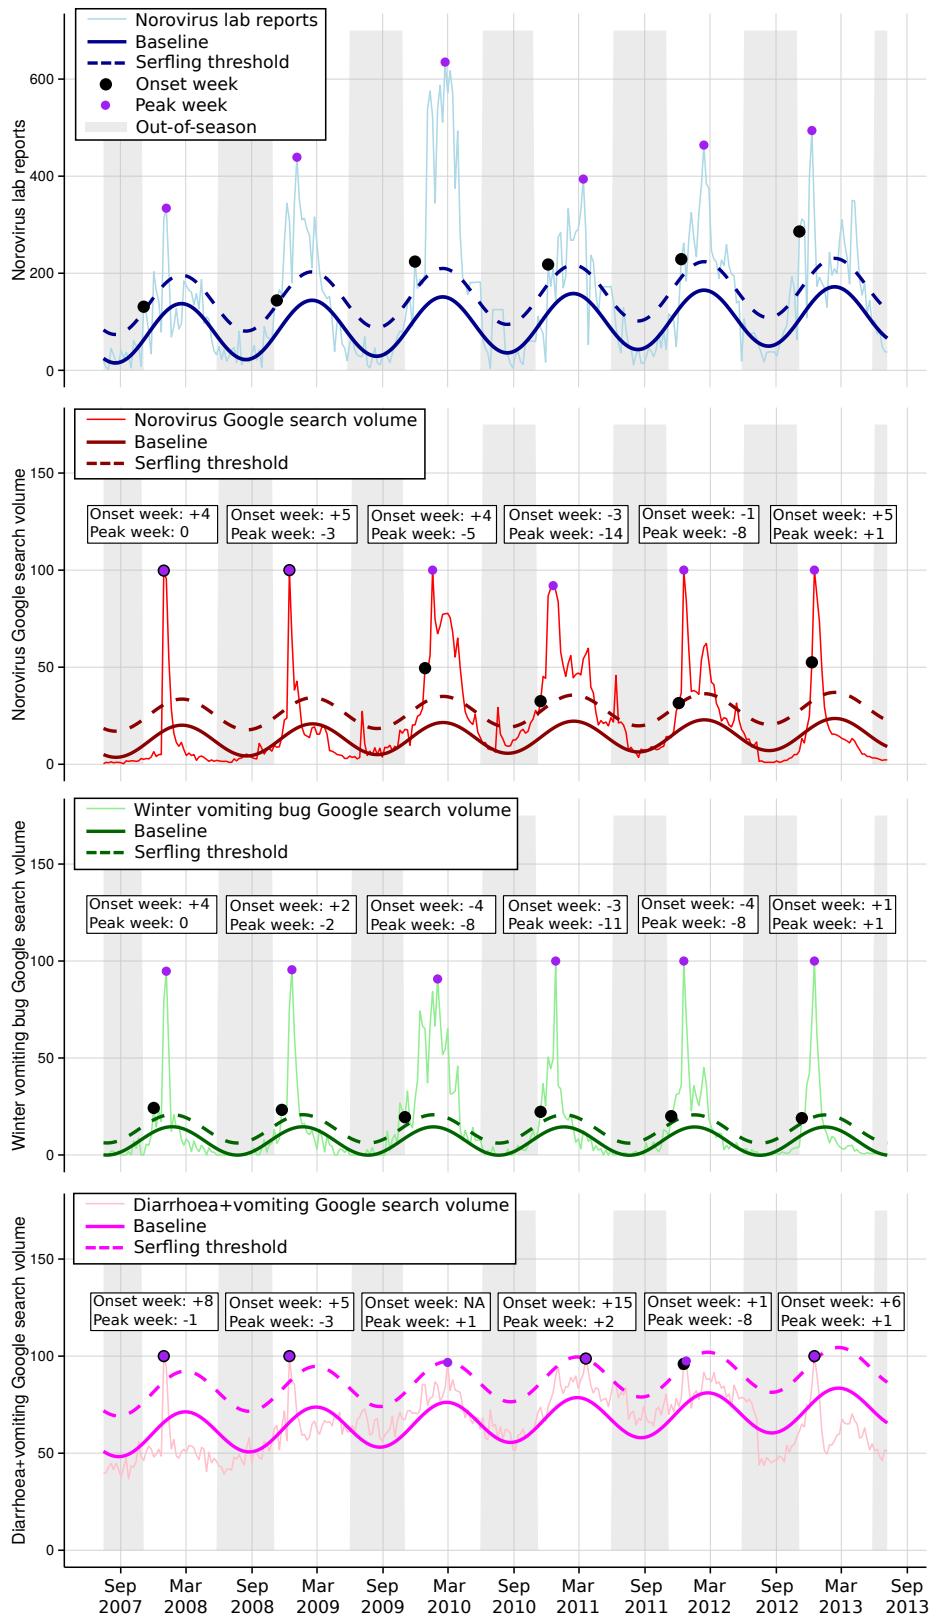 Norovirus lab reports
Baseline
Serfling threshold
Onset week
Peak week
Out-of-season
Norovirus lab reports
600
400
200
0
Norovirus Google search volume
Baseline
Serfling threshold
Norovirus Google search volume
150
100
50
0
Onset week: +4
Peak week: 0
Onset week: +5
Peak week: -3
Onset week: +4
Peak week: -5
Onset week: -3
Peak week: -14
Onset week: -1
Peak week: -8
Onset week: +5
Peak week: +1
Winter vomiting bug Google search volume
Baseline
Serfling threshold
Winter vomiting bug Google search volume
150
100
50
0
Onset week: +4
Peak week: 0
Onset week: +2
Peak week: -2
Onset week: -4
Peak week: -8
Onset week: -3
Peak week: -11
Onset week: -4
Peak week: -8
Onset week: +1
Peak week: +1
Diarrhoea+vomiting Google search volume
Baseline
Serfling threshold
Diarrhoea+vomiting Google search volume
150
100
50
0
Onset week: +8
Peak week: -1
Onset week: +5
Peak week: -3
Onset week: NA
Peak week: +1
Onset week: +15
Peak week: +2
Onset week: +1
Peak week: -8
Onset week: +6
Peak week: +1
Sep Mar Sep Mar Sep Mar Sep Mar Sep Mar Sep Mar Sep
2007 2008 2008 2009 2009 2010 2010 2011 2011 2012 2012 2013 2013